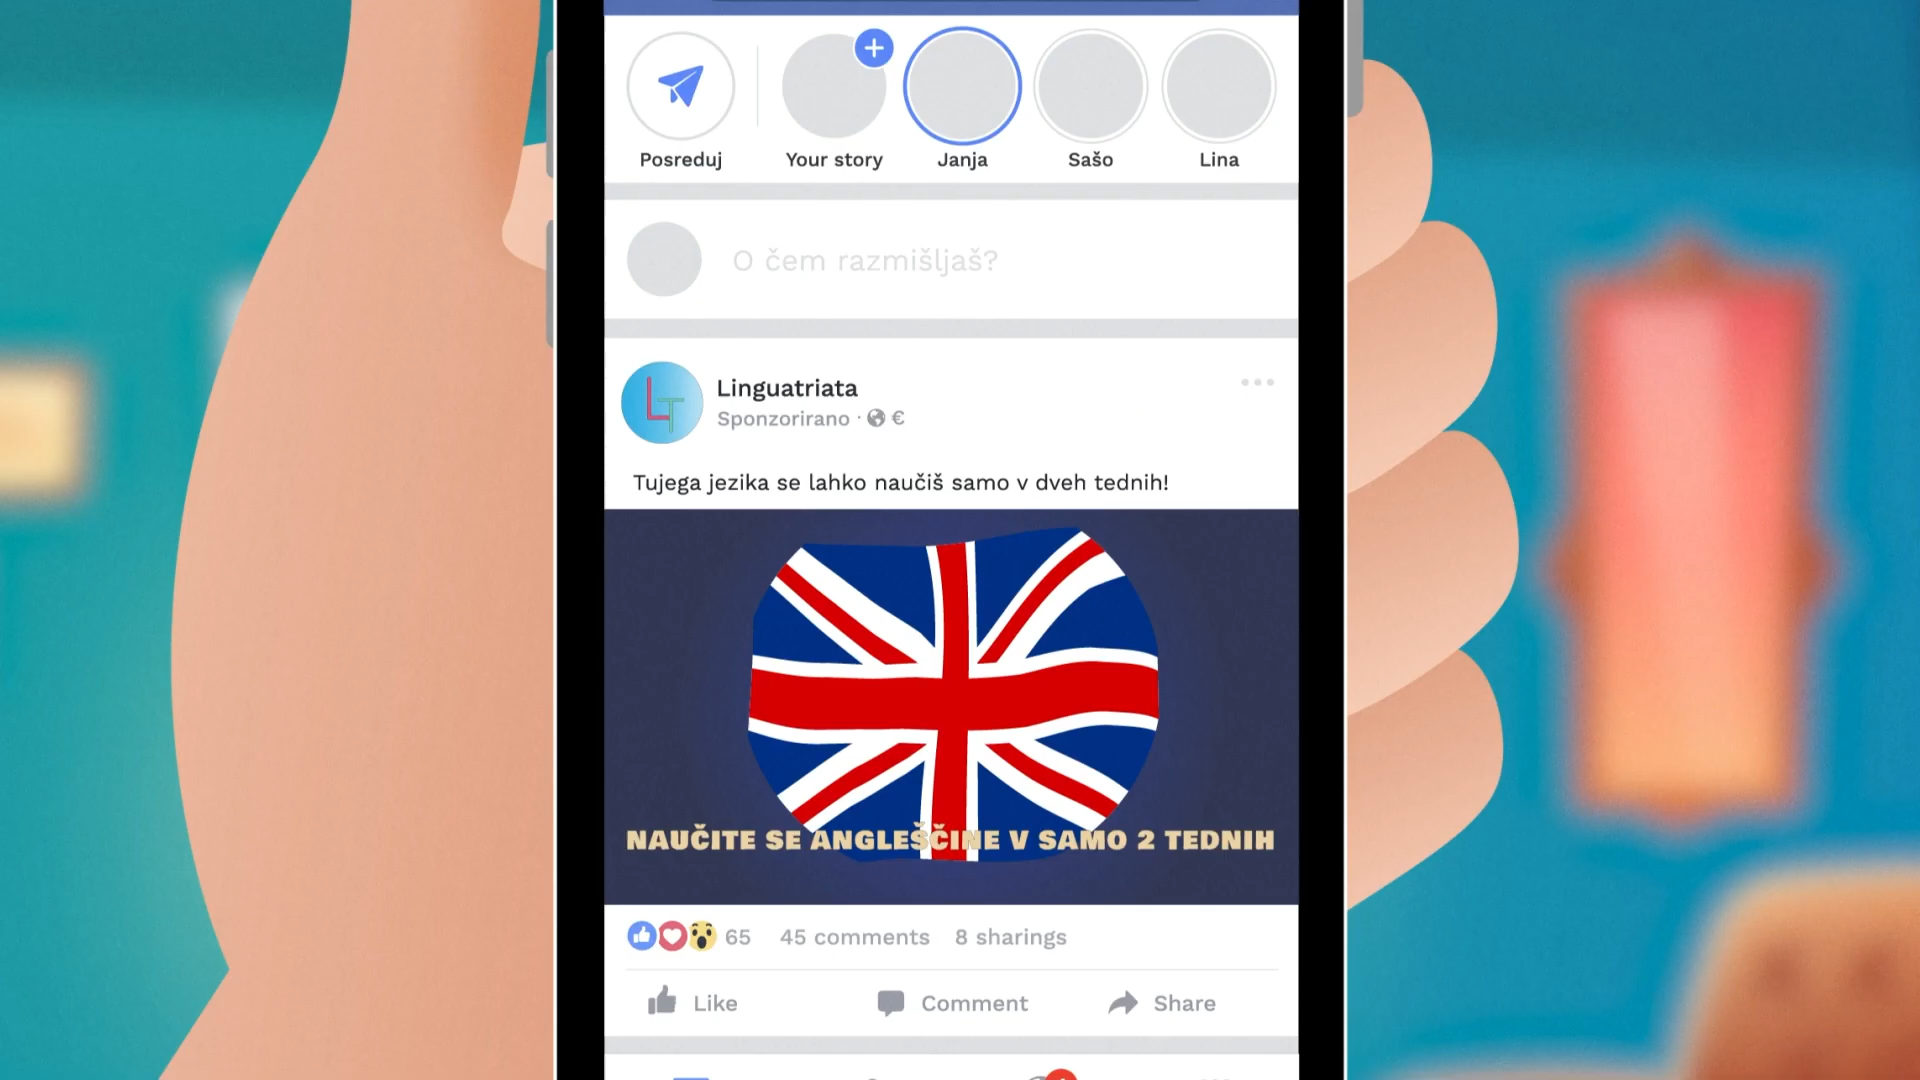 Posreduj
Your story
Janja
Sašo
Lina
O čem razmišljaš?
LT
Linguatriata
Sponzorirano · €
Tujega jezika se lahko naučiš samo v dveh tednih!
NAUČITE SE ANGLEŠČINE V SAMO 2 TEDNIH
65 45 comments 8 sharings
Like Comment Share